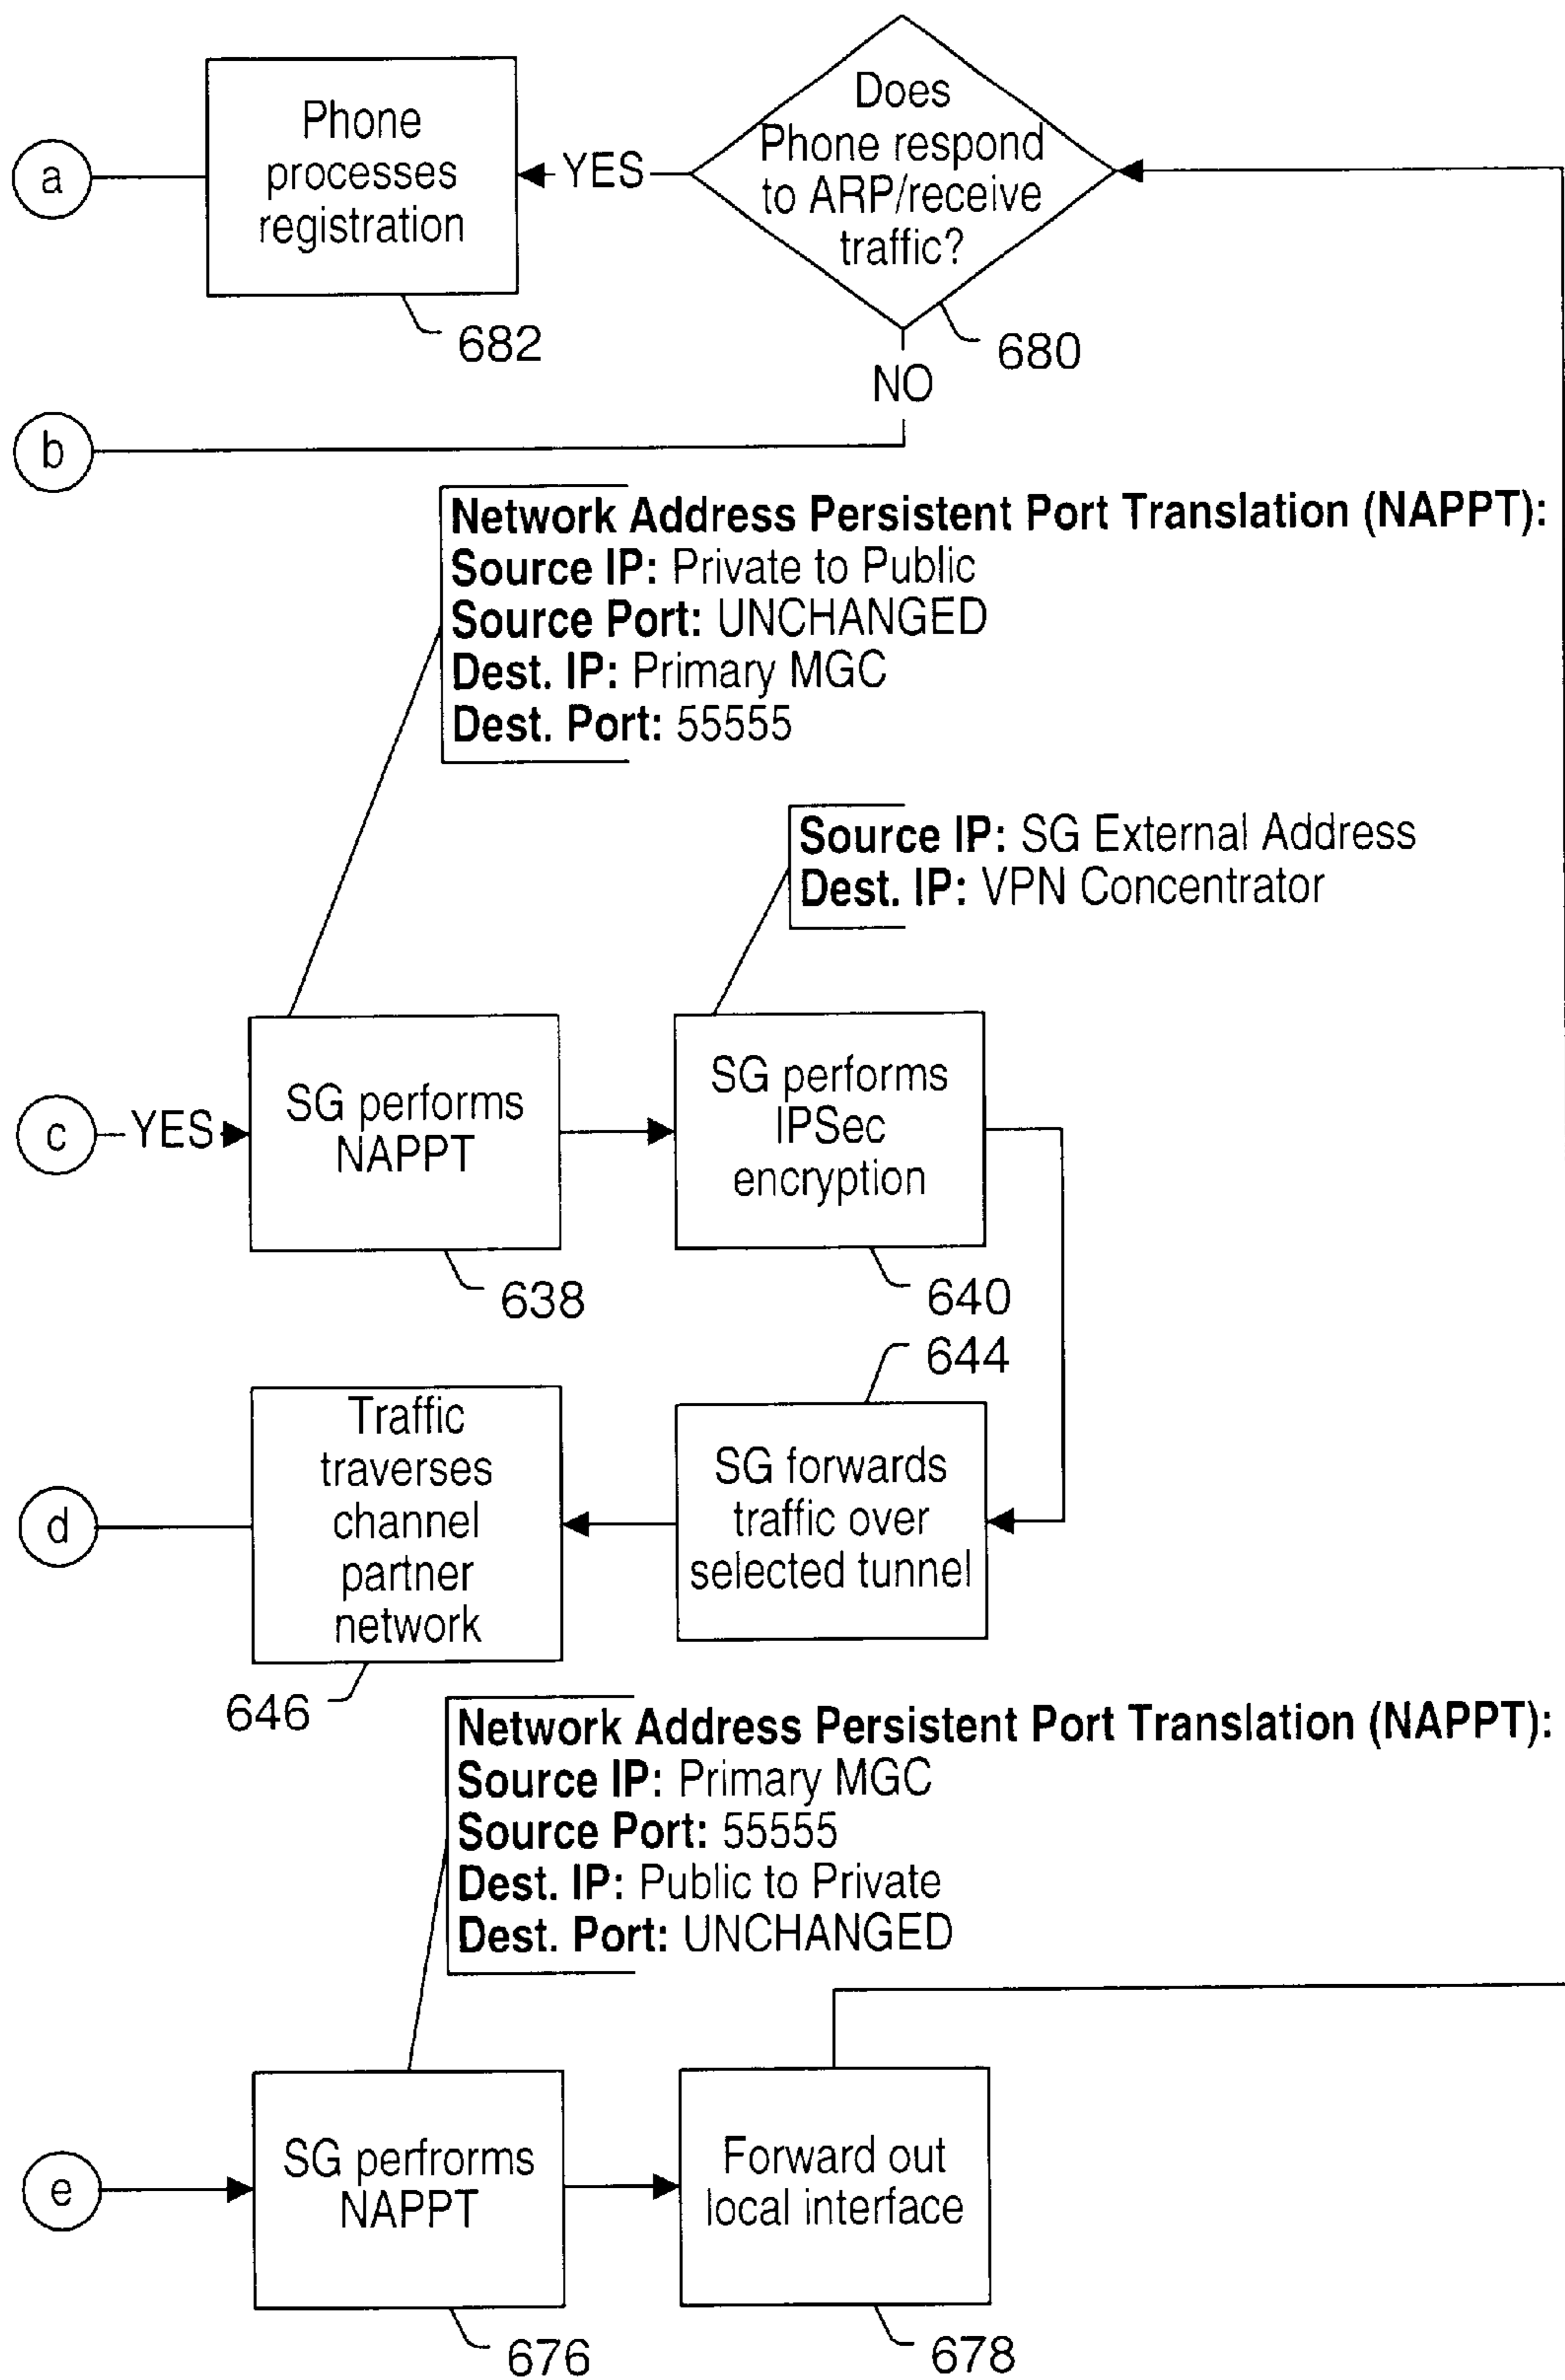 Does
Phone respond
to ARP/receive
traffic?
Phone
processes
registration
a
YES
682
680
NO
b
Network Address Persistent Port Translation (NAPPT):
Source IP: Private to Public
Source Port: UNCHANGED
Dest. IP: Primary MGC
Dest. Port: 55555
Source IP: SG External Address
Dest. IP: VPN Concentrator
c
YES
SG performs
NAPPT
SG performs
IPSec
encryption
638
640
644
d
Traffic
traverses
channel
partner
network
SG forwards
traffic over
selected tunnel
646
Network Address Persistent Port Translation (NAPPT):
Source IP: Primary MGC
Source Port: 55555
Dest. IP: Public to Private
Dest. Port: UNCHANGED
e
SG perfrorms
NAPPT
Forward out
local interface
676
678